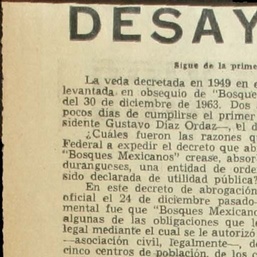 DESAY
Sigue de la prime
La veda decretada en 1949 en e
levantada en obsequio de "Bosque
del 30 de diciembre de 1963. Dos
pocos días de cumplirse el primer
sidente Gustavo Díaz Ordaz—, el d
¿Cuáles fueron las razones q
Federal a expedir el decreto que ab
"Bosques Mexicanos" crease, absor
durangueses, una entidad de orde
sido declarada de utilidad pública?
En este decreto de abrogació
oficial el 24 de diciembre pasado—
mental fue que "Bosques Mexicano
algunas de las obligaciones que l
legal mediante el cual se le autorizó
—asociación civil, legalmente—, d
cinco centros de población, de los c